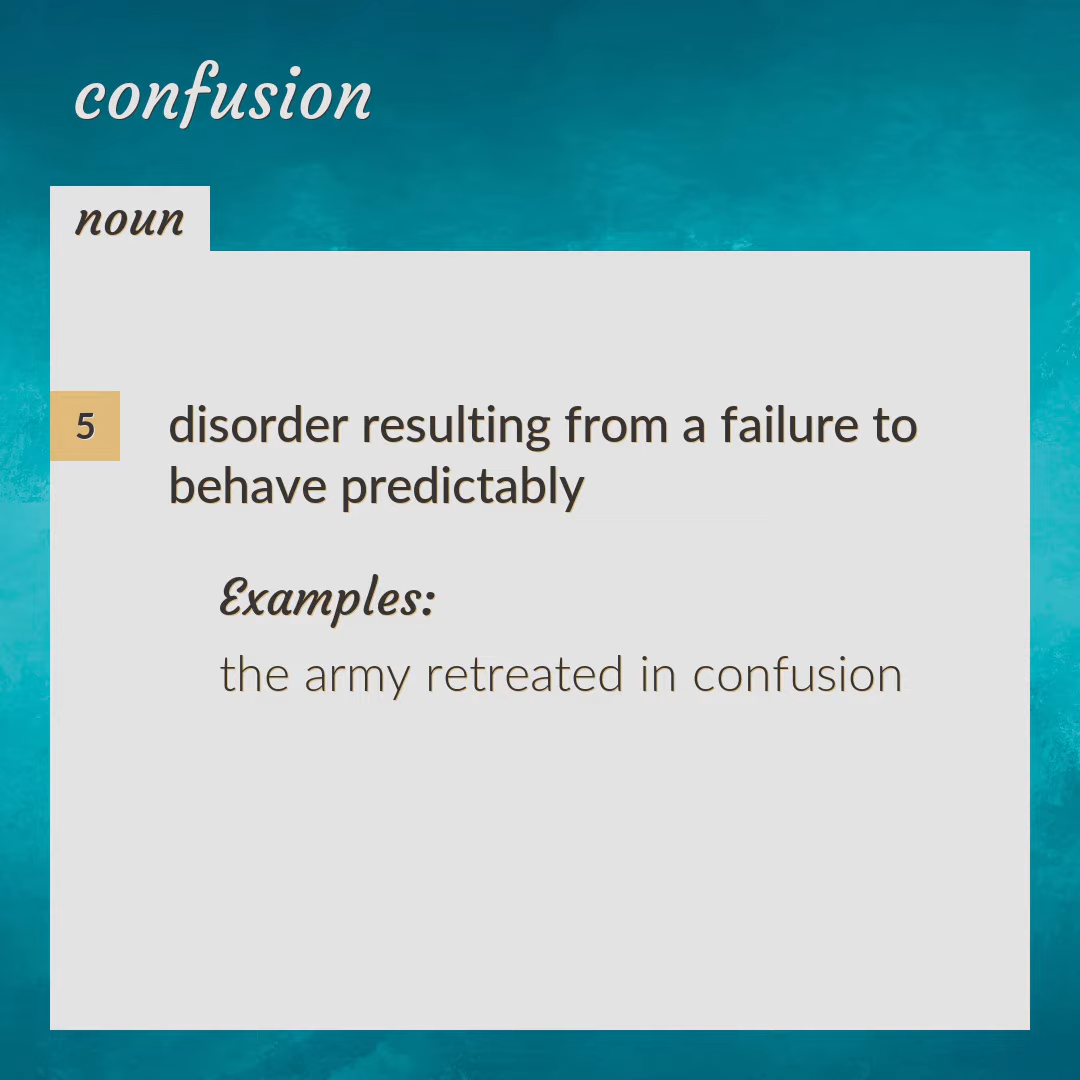 confusion
noun
5
disorder resulting from a failure to
behave predictably
Examples:
the army retreated in confusion